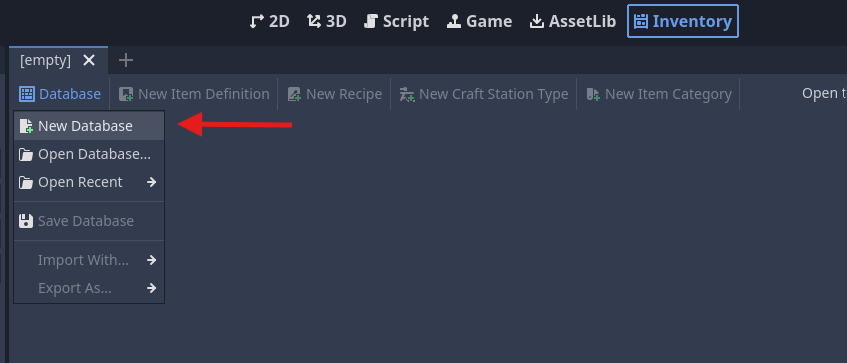 2D 3D Script Game AssetLib Inventory
[empty]
Database New Item Definition New Recipe New Craft Station Type New Item Category Open t
New Database
Open Database...
Open Recent
Save Database
Import With...
Export As...